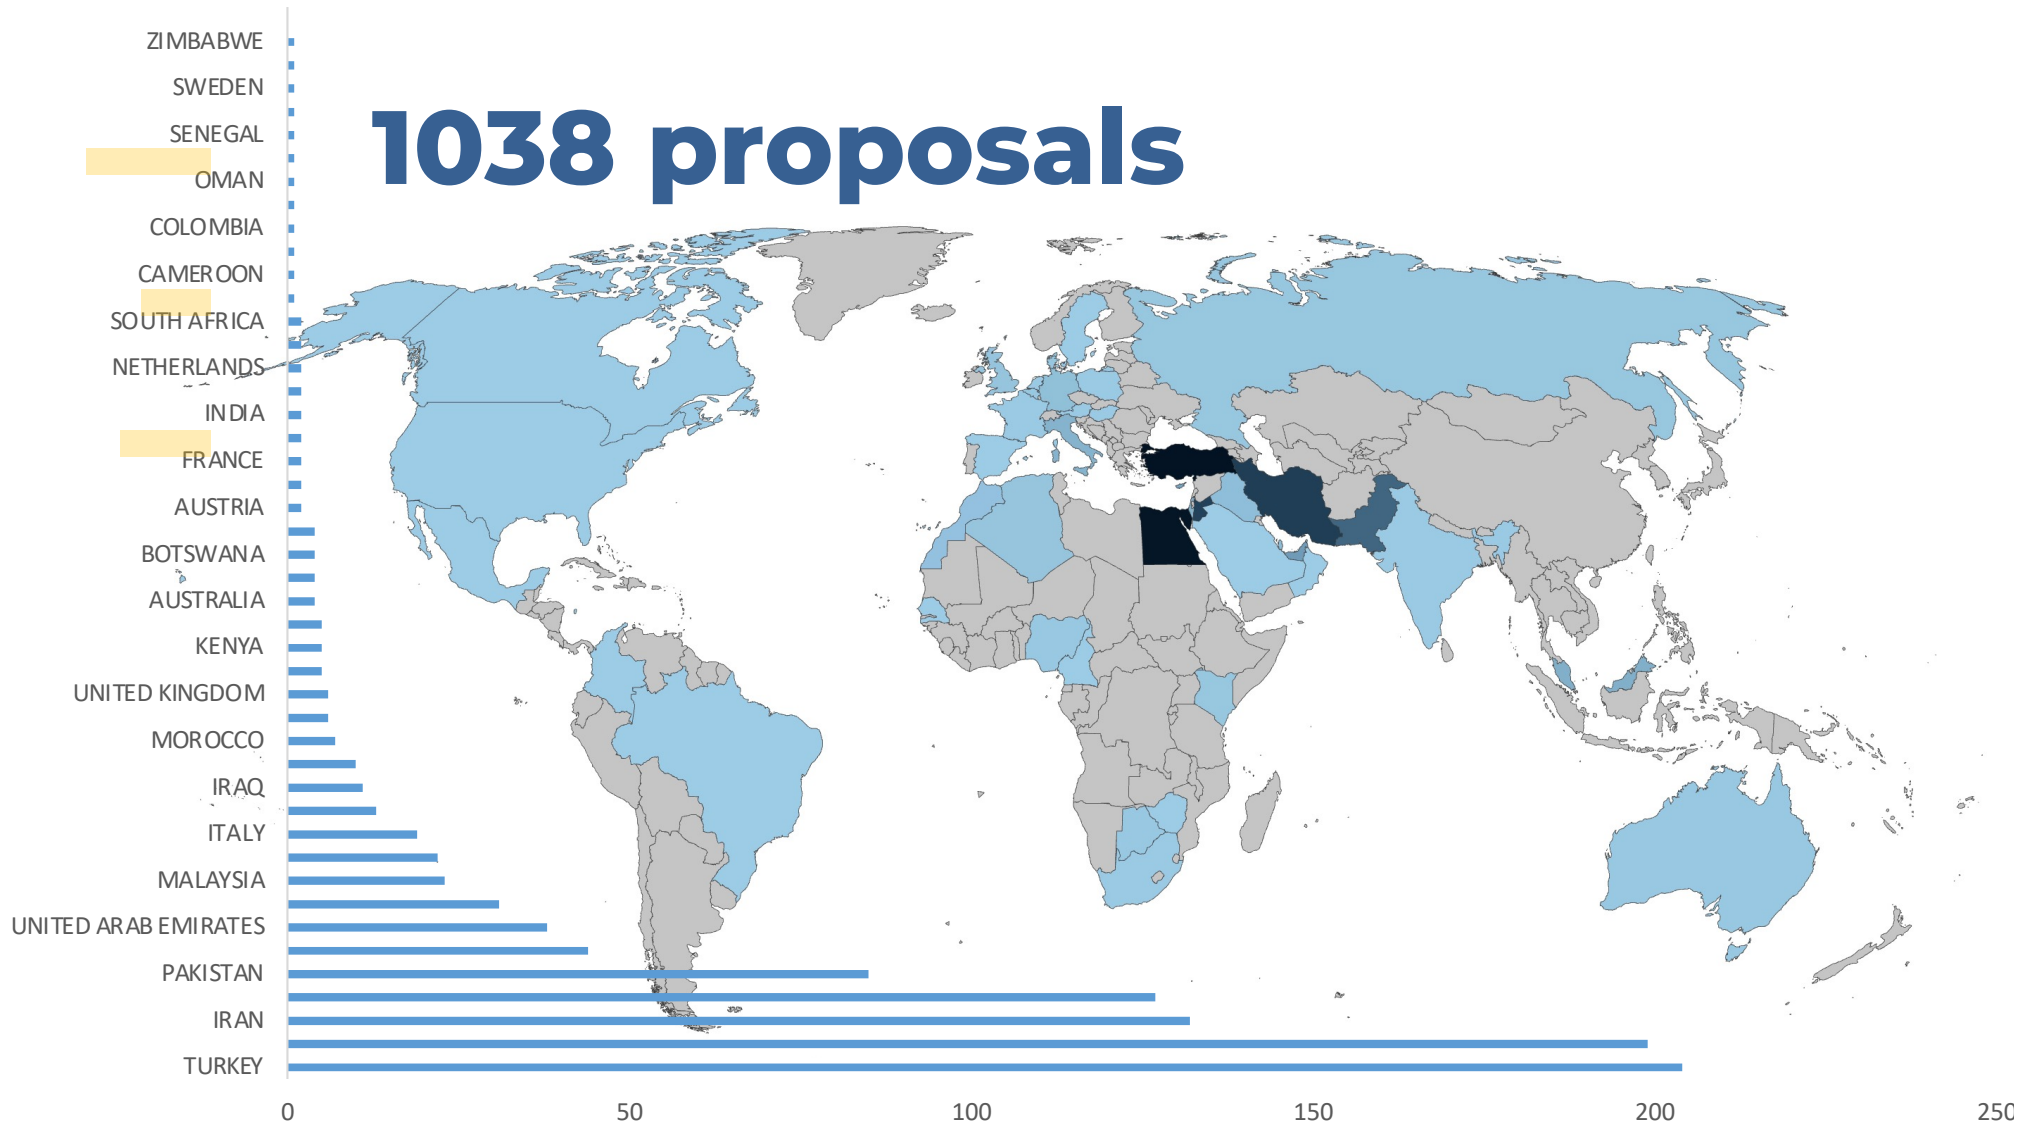 1038 proposals
ZIMBABWE
SWEDEN
SENEGAL
OMAN
COLOMBIA
CAMEROON
SOUTH AFRICA
NETHERLANDS
INDIA
FRANCE
AUSTRIA
BOTSWANA
AUSTRALIA
KENYA
UNITED KINGDOM
MOROCCO
IRAQ
ITALY
MALAYSIA
UNITED ARAB EMIRATES
PAKISTAN
IRAN
TURKEY
0 50 100 150 200 250